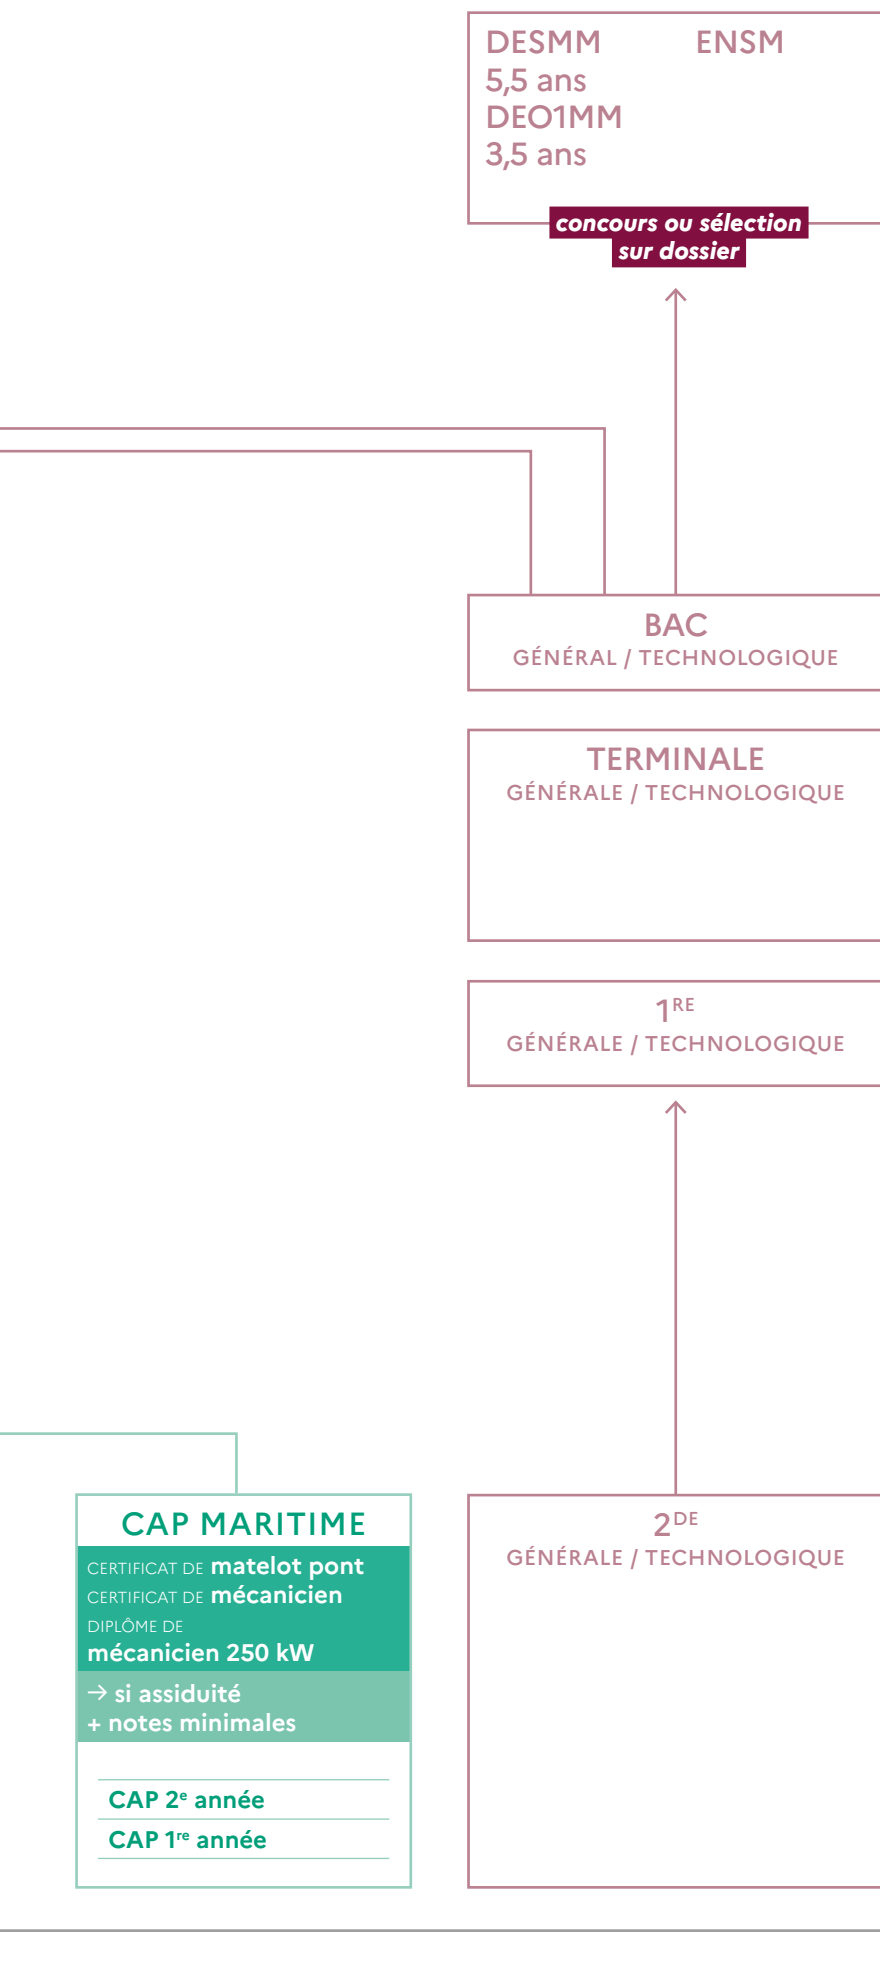 DESMM ENSM
5,5 ans
DEO1MM
3,5 ans
concours ou sélection
sur dossier
BAC
GÉNÉRAL / TECHNOLOGIQUE
TERMINALE
GÉNÉRALE / TECHNOLOGIQUE
1RE
GÉNÉRALE / TECHNOLOGIQUE
CAP MARITIME
CERTIFICAT DE matelot pont
CERTIFICAT DE mécanicien
DIPLÔME DE
mécanicien 250 kW
→ si assiduité
+ notes minimales
CAP 2e année
CAP 1re année
2DE
GÉNÉRALE / TECHNOLOGIQUE